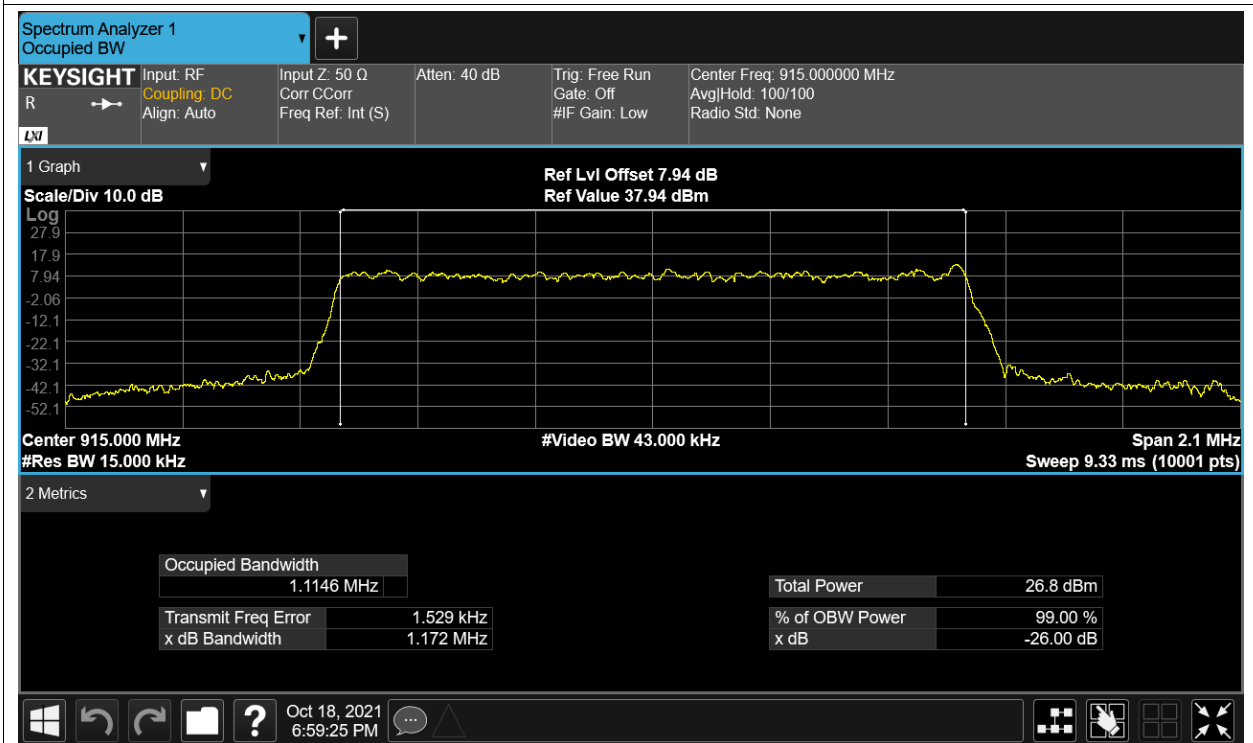 Spectrum Analyzer 1
Occupied BW
KEYSIGHT
R
LXI
Input: RF
Coupling: DC
Align: Auto
Input Z: 50 Ω
Corr CCorr
Freq Ref: Int (S)
Atten: 40 dB
Trig: Free Run
Gate: Off
#IF Gain: Low
Center Freq: 915.000000 MHz
Avg|Hold: 100/100
Radio Std: None
1 Graph
Scale/Div 10.0 dB
Ref Lvl Offset 7.94 dB
Ref Value 37.94 dBm
Log
27.9
17.9
7.94
-2.06
-12.1
-22.1
-32.1
-42.1
-52.1
Center 915.000 MHz
#Video BW 43.000 kHz
Span 2.1 MHz
#Res BW 15.000 kHz
Sweep 9.33 ms (10001 pts)
2 Metrics
Occupied Bandwidth
1.1146 MHz
Total Power 26.8 dBm
Transmit Freq Error 1.529 kHz
% of OBW Power 99.00 %
x dB Bandwidth 1.172 MHz
x dB -26.00 dB
?
Oct 18, 2021
6:59:25 PM